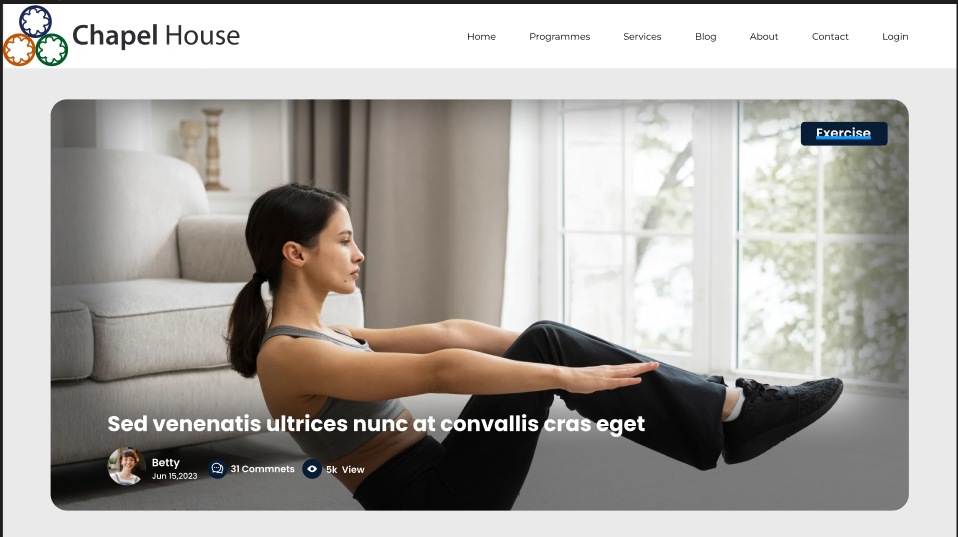 Chapel House
Home Programmes Services Blog About Contact Login
Exercise
Sed venenatis ultrices nunc at convallis cras eget
Betty
Jun 15,2023
31 Commnets
5k View